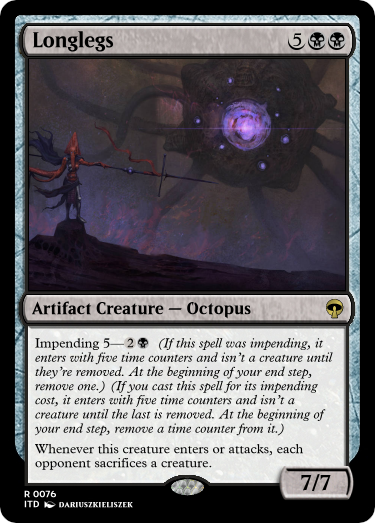 Longlegs 5
Artifact Creature — Octopus
Impending 5—2 (If this spell was impending, it
enters with five time counters and isn't a creature until
they're removed. At the beginning of your end step,
remove one.) (If you cast this spell for its impending
cost, it enters with five time counters and isn't a
creature until the last is removed. At the beginning of
your end step, remove a time counter from it.)
Whenever this creature enters or attacks, each
opponent sacrifices a creature.
7/7
R 0076
ITD DARIUSZKIELISZEK